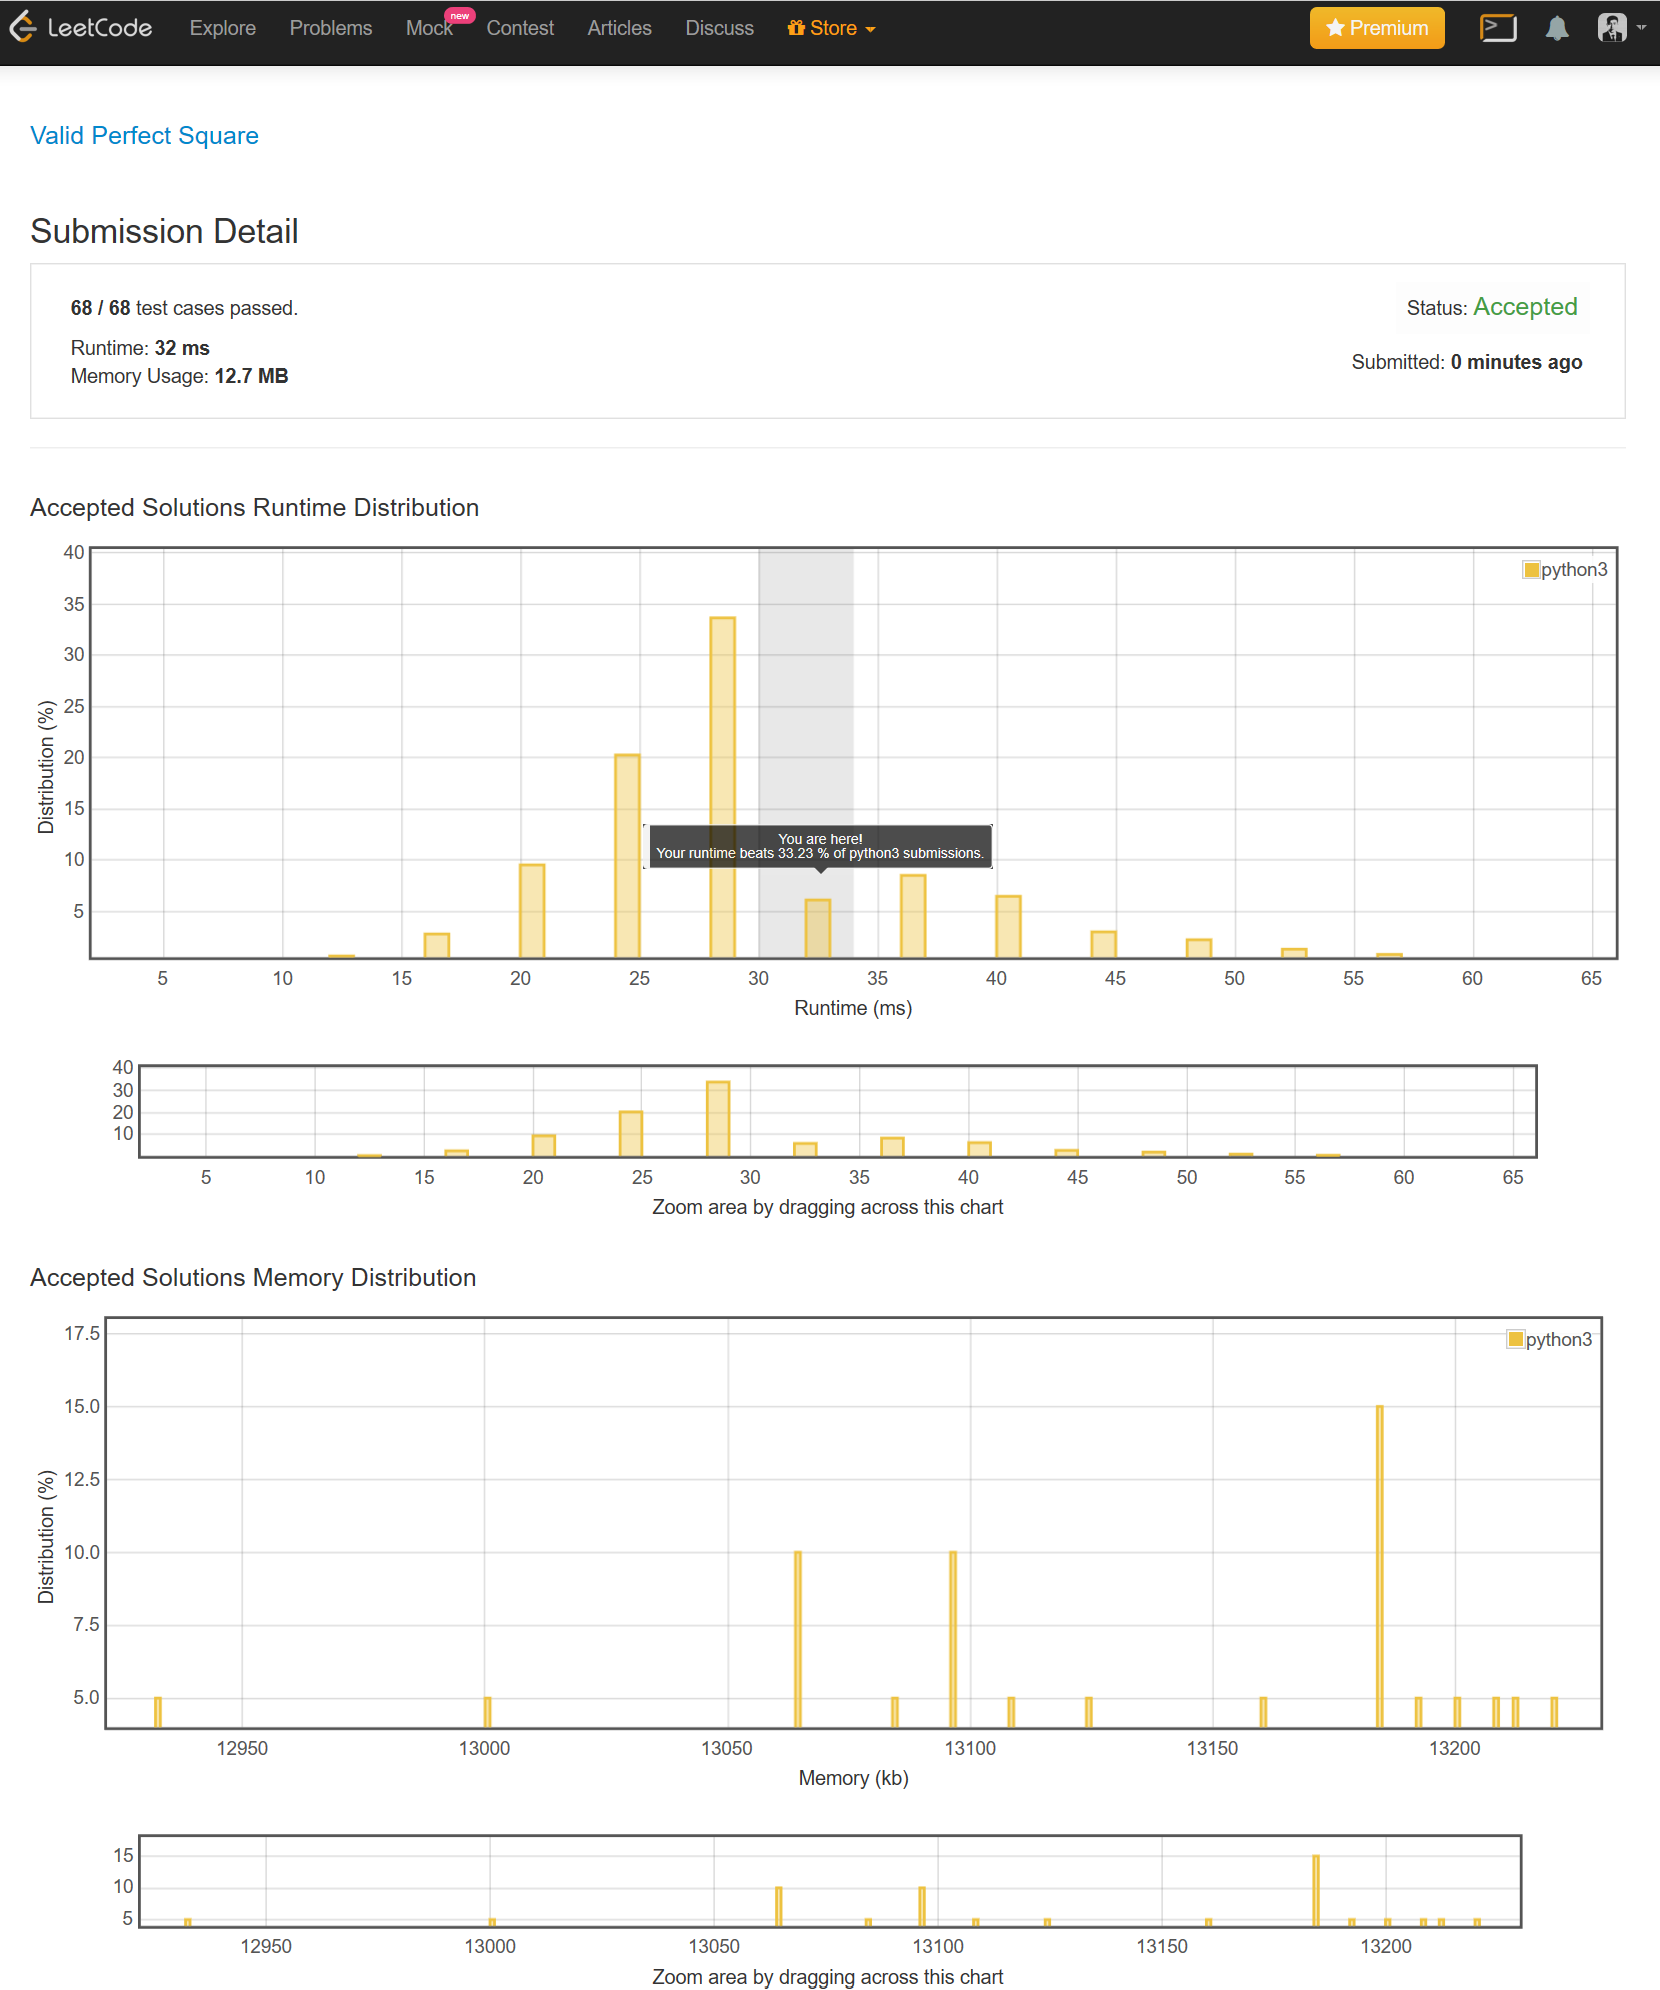 LeetCode Explore Problems Mock new Contest Articles Discuss Store Premium
Valid Perfect Square
Submission Detail
68 / 68 test cases passed.
Status: Accepted
Runtime: 32 ms
Submitted: 0 minutes ago
Memory Usage: 12.7 MB
Accepted Solutions Runtime Distribution
python3
40
35
30
25
20
15
10
5
Distribution (%)
You are here!
Your runtime beats 33.23 % of python3 submissions.
5 10 15 20 25 30 35 40 45 50 55 60 65
Runtime (ms)
40
30
20
10
5 10 15 20 25 30 35 40 45 50 55 60 65
Zoom area by dragging across this chart
Accepted Solutions Memory Distribution
python3
17.5
15.0
12.5
10.0
7.5
5.0
Distribution (%)
12950 13000 13050 13100 13150 13200
Memory (kb)
15
10
5
12950 13000 13050 13100 13150 13200
Zoom area by dragging across this chart